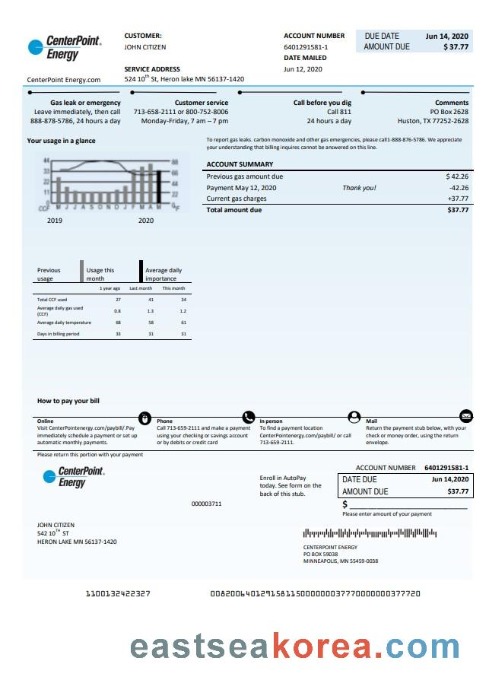 CenterPoint.
Energy
CenterPoint Energy.com
CUSTOMER:
JOHN CITIZEN
SERVICE ADDRESS
524 10th St, Heron lake MN 56137-1420
ACCOUNT NUMBER
6401291581-1
DATE MAILED
Jun 12, 2020
DUE DATE Jun 14, 2020
AMOUNT DUE $ 37.77
Gas leak or emergency
Leave immediately, then call
888-878-5786, 24 hours a day
Customer service
713-658-2111 or 800-752-8006
Monday-Friday, 7 am – 7 pm
Call before you dig
Call 811
24 hours a day
Comments
PO Box 2628
Huston, TX 77252-2628
Your usage in a glance
To report gas leaks. carbon monoxide and other gas emergencies, please call1-888-876-5786. We appreciate
your understanding that billing inquires cannot be answered on this line.
ACCOUNT SUMMARY
Previous gas amount due $ 42.26
Payment May 12, 2020 Thank you! -42.26
Current gas charges +37.77
Total amount due $37.77
44
33
22
11
CCF
88
66
44
22
°F
M J J A S O N D J F M A M
2019 2020
Previous usage
Usage this month
Average daily importance
1 year ago Last month This month
Total CCF used 27 41
Average daily gas used (CCF) 0.8 1.3 1.2
Average daily temperature 68 58 61
Days in billing period 33 31 31
How to pay your bill
Online
Visit CenterPointenergy.com/paybill/.Pay
immediately schedule a payment or set up
automatic monthly payments.
Phone
Call 713-659-2111 and make a payment
using your checking or savings account
or by debits or credit card
In person
To find a payment location
CenterPointenergy.com/paybill/ or call
713-659-2111.
Mail
Return the payment stub below, with your
check or money order, using the return
envelope.
Please return this portion with your payment
CenterPoint.
Energy
000003711
Enroll in AutoPay
today. See form on the
back of this stub.
ACCOUNT NUMBER 6401291581-1
DATE DUE Jun 14,2020
AMOUNT DUE $37.77
$
Please enter amount of your payment
JOHN CITIZEN
542 10th ST
HERON LAKE MN 56137-1420
CENTERPOINT ENERGY
PO BOX 59038
MINNEAPOLIS, MN 55459-0038
1100132422327
eastseakorea.com